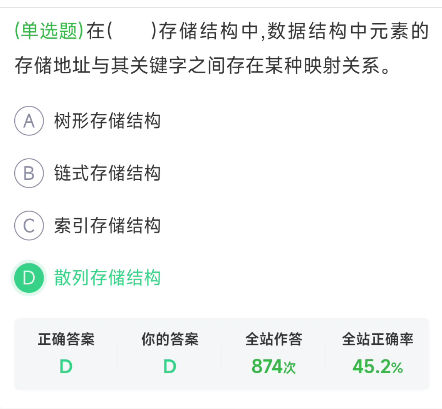 (单选题)在(　　)存储结构中,数据结构中元素的
存储地址与其关键字之间存在某种映射关系。
A 树形存储结构
B 链式存储结构
C 索引存储结构
D 散列存储结构
正确答案 你的答案 全站作答 全站正确率
D D 874次 45.2%